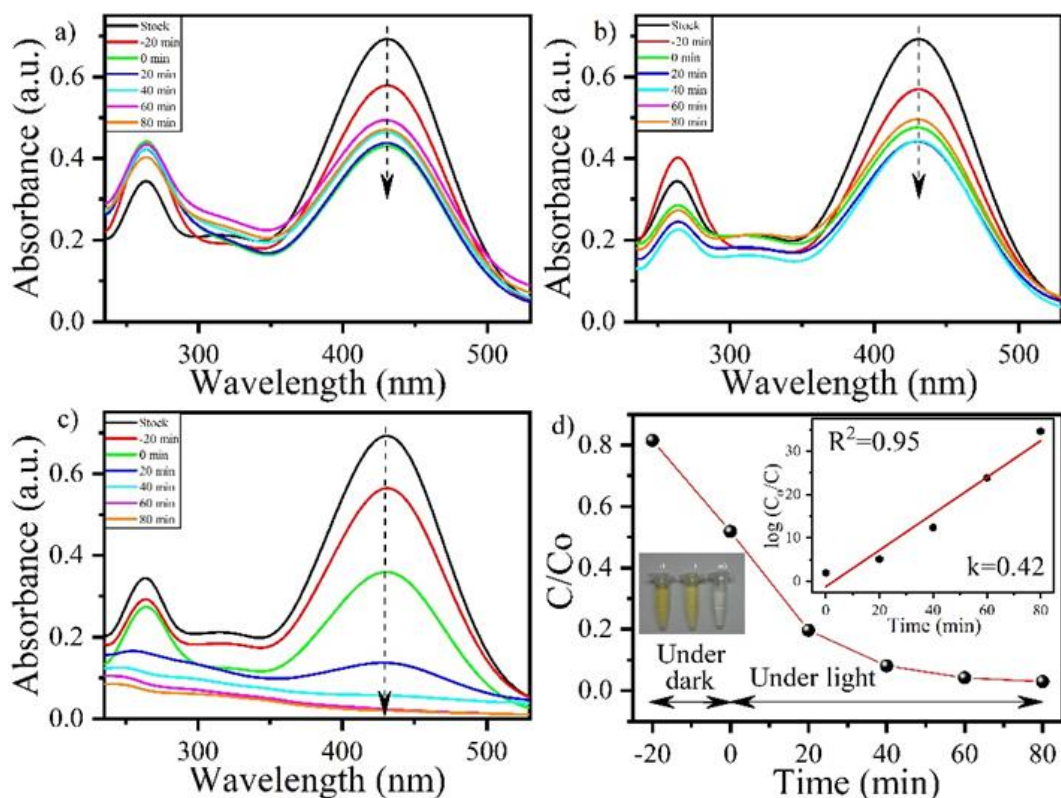 a)
Stock
-20 min
0 min
20 min
40 min
60 min
80 min
Absorbance (a.u.)
0.6
0.4
0.2
0.0
300
400
500
Wavelength (nm)
b)
Stock
-20 min
0 min
20 min
40 min
60 min
80 min
Absorbance (a.u.)
0.6
0.4
0.2
0.0
300
400
500
Wavelength (nm)
c)
Stock
-20 min
0 min
20 min
40 min
60 min
80 min
Absorbance (a.u.)
0.6
0.4
0.2
0.0
300
400
500
Wavelength (nm)
d)
C/Co
0.8
0.6
0.4
0.2
0.0
-20
0
20
40
60
80
Time (min)
Under
dark
Under light
R²=0.95
k=0.42
log (Cₒ/C)
30
20
10
0
0
20
40
60
80
Time (min)